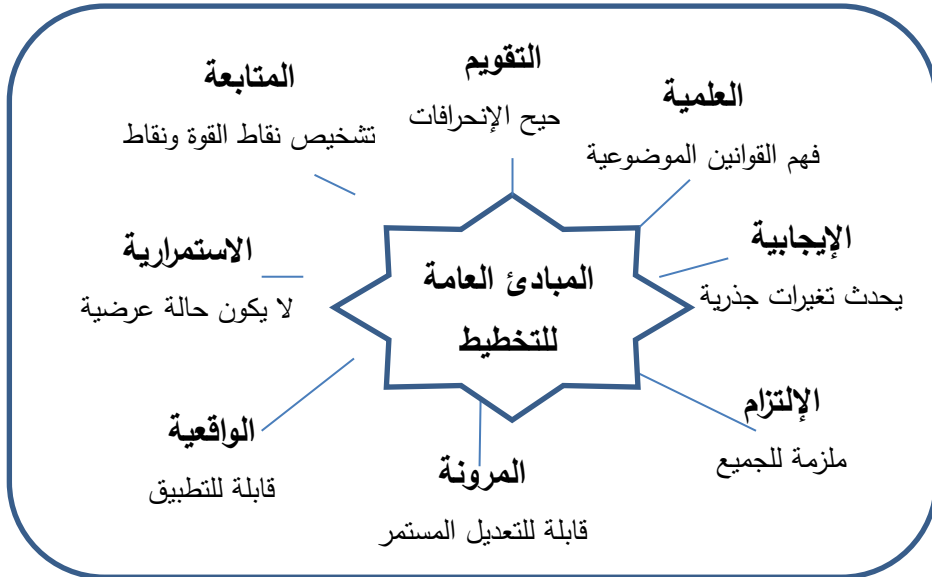 التقويم
حيح الإنحرافات
العلمية
فهم القوانين الموضوعية
الإيجابية
يحدث تغيرات جذرية
الإلتزام
ملزمة للجميع
المرونة
قابلة للتعديل المستمر
الواقعية
قابلة للتطبيق
الاستمرارية
لا يكون حالة عرضية
المتابعة
تشخيص نقاط القوة ونقاط
المبادئ العامة
للتخطيط